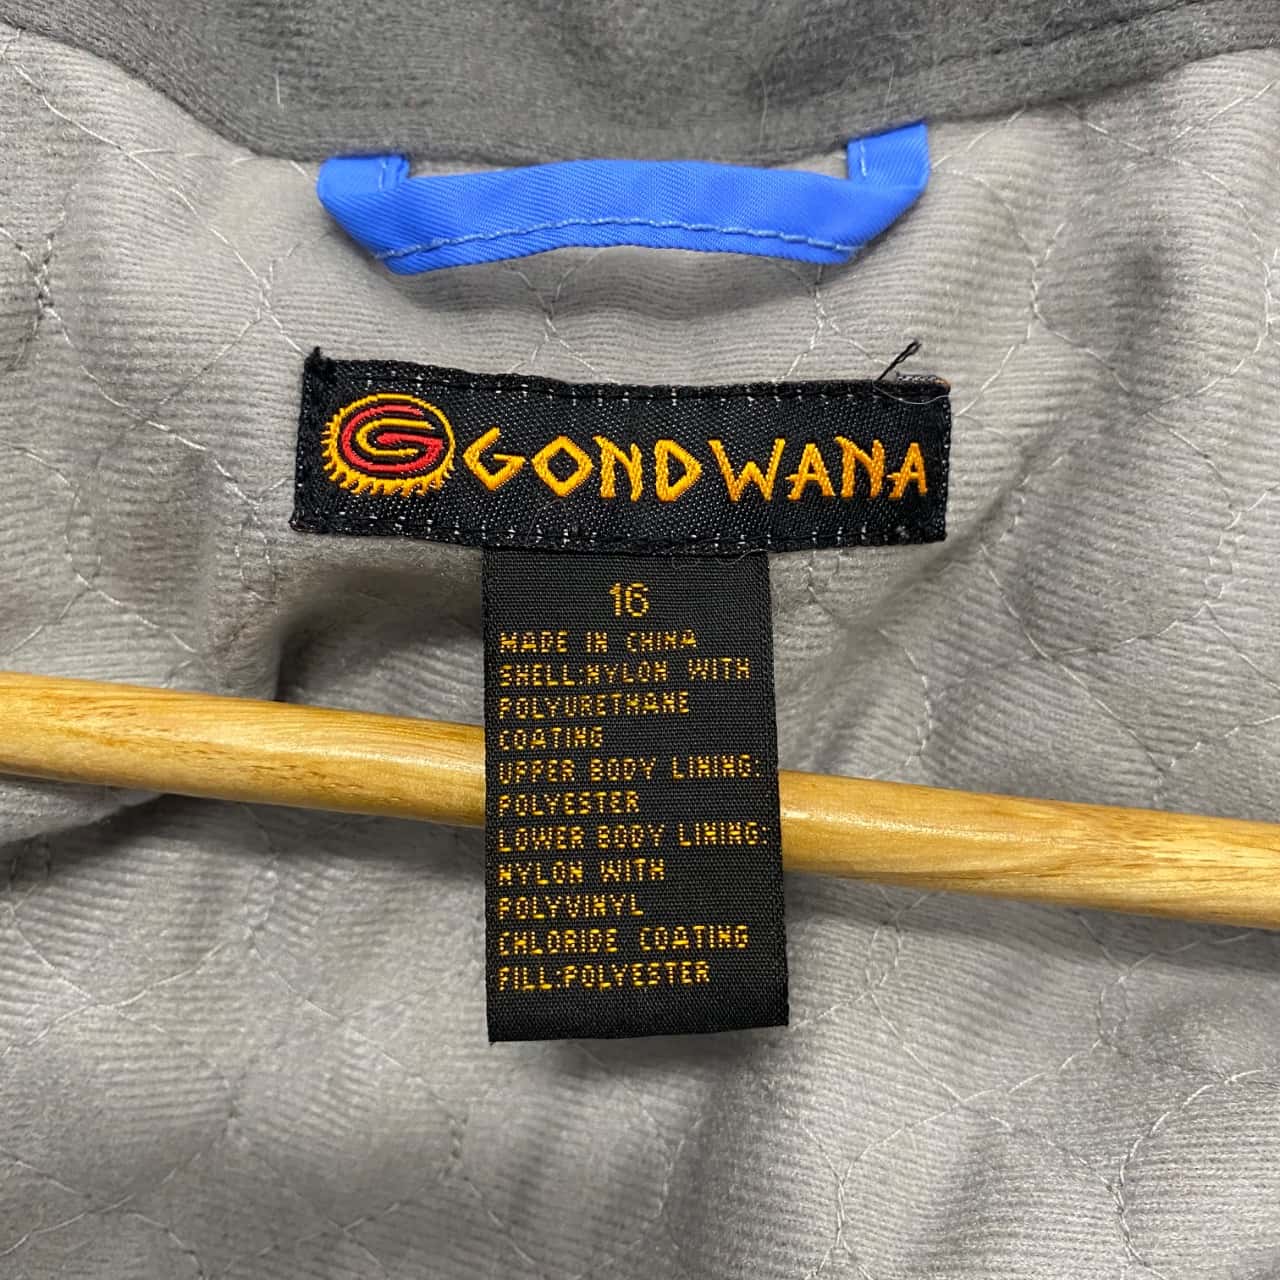 GONDWANA
16
MADE IN CHINA
SHELL:NYLON WITH
POLYURETHANE
COATING
UPPER BODY LINING:
POLYESTER
LOWER BODY LINING:
NYLON WITH
POLYVINYL
CHLORIDE COATING
FILL:POLYESTER